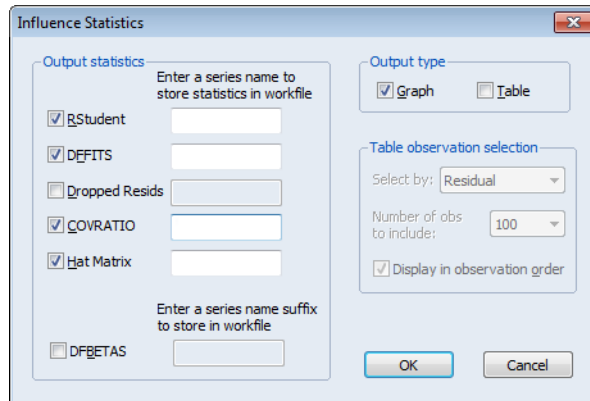 Influence Statistics
Output statistics
Enter a series name to
store statistics in workfile
RStudent
DFFITS
Dropped Resids
COVRATIO
Hat Matrix
Enter a series name suffix
to store in workfile
DFBETAS
Output type
Graph
Table
Table observation selection
Select by:
Residual
Number of obs
to include:
100
Display in observation order
OK
Cancel